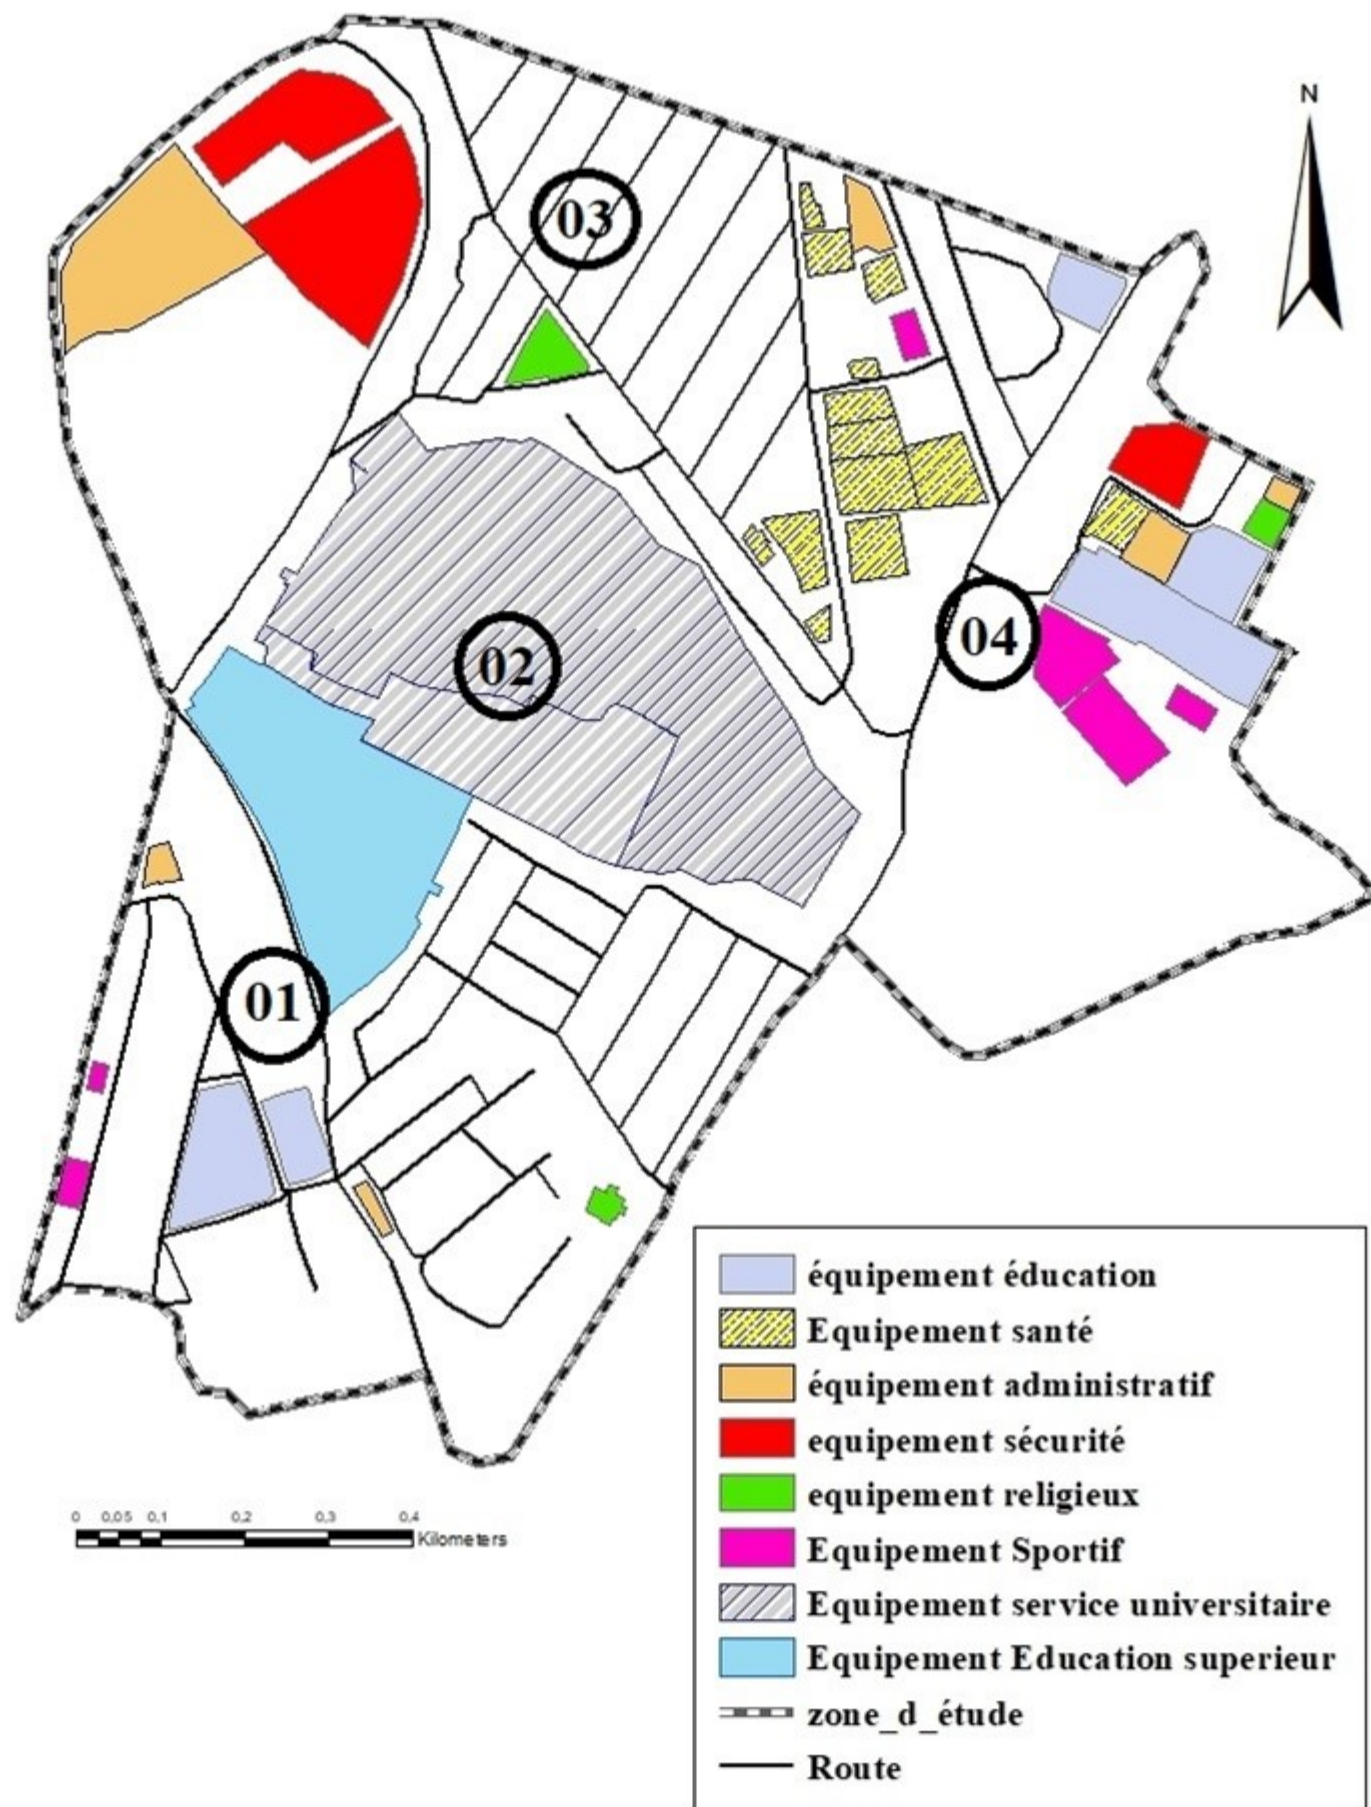 N
03
02
04
01
équipement éducation
Equipement santé
équipement administratif
equipement sécurité
equipement religieux
Equipement Sportif
Equipement service universitaire
Equipement Education superieur
zone_d_étude
Route
0 0,05 0,1 0,2 0,3 0,4
Kilometers